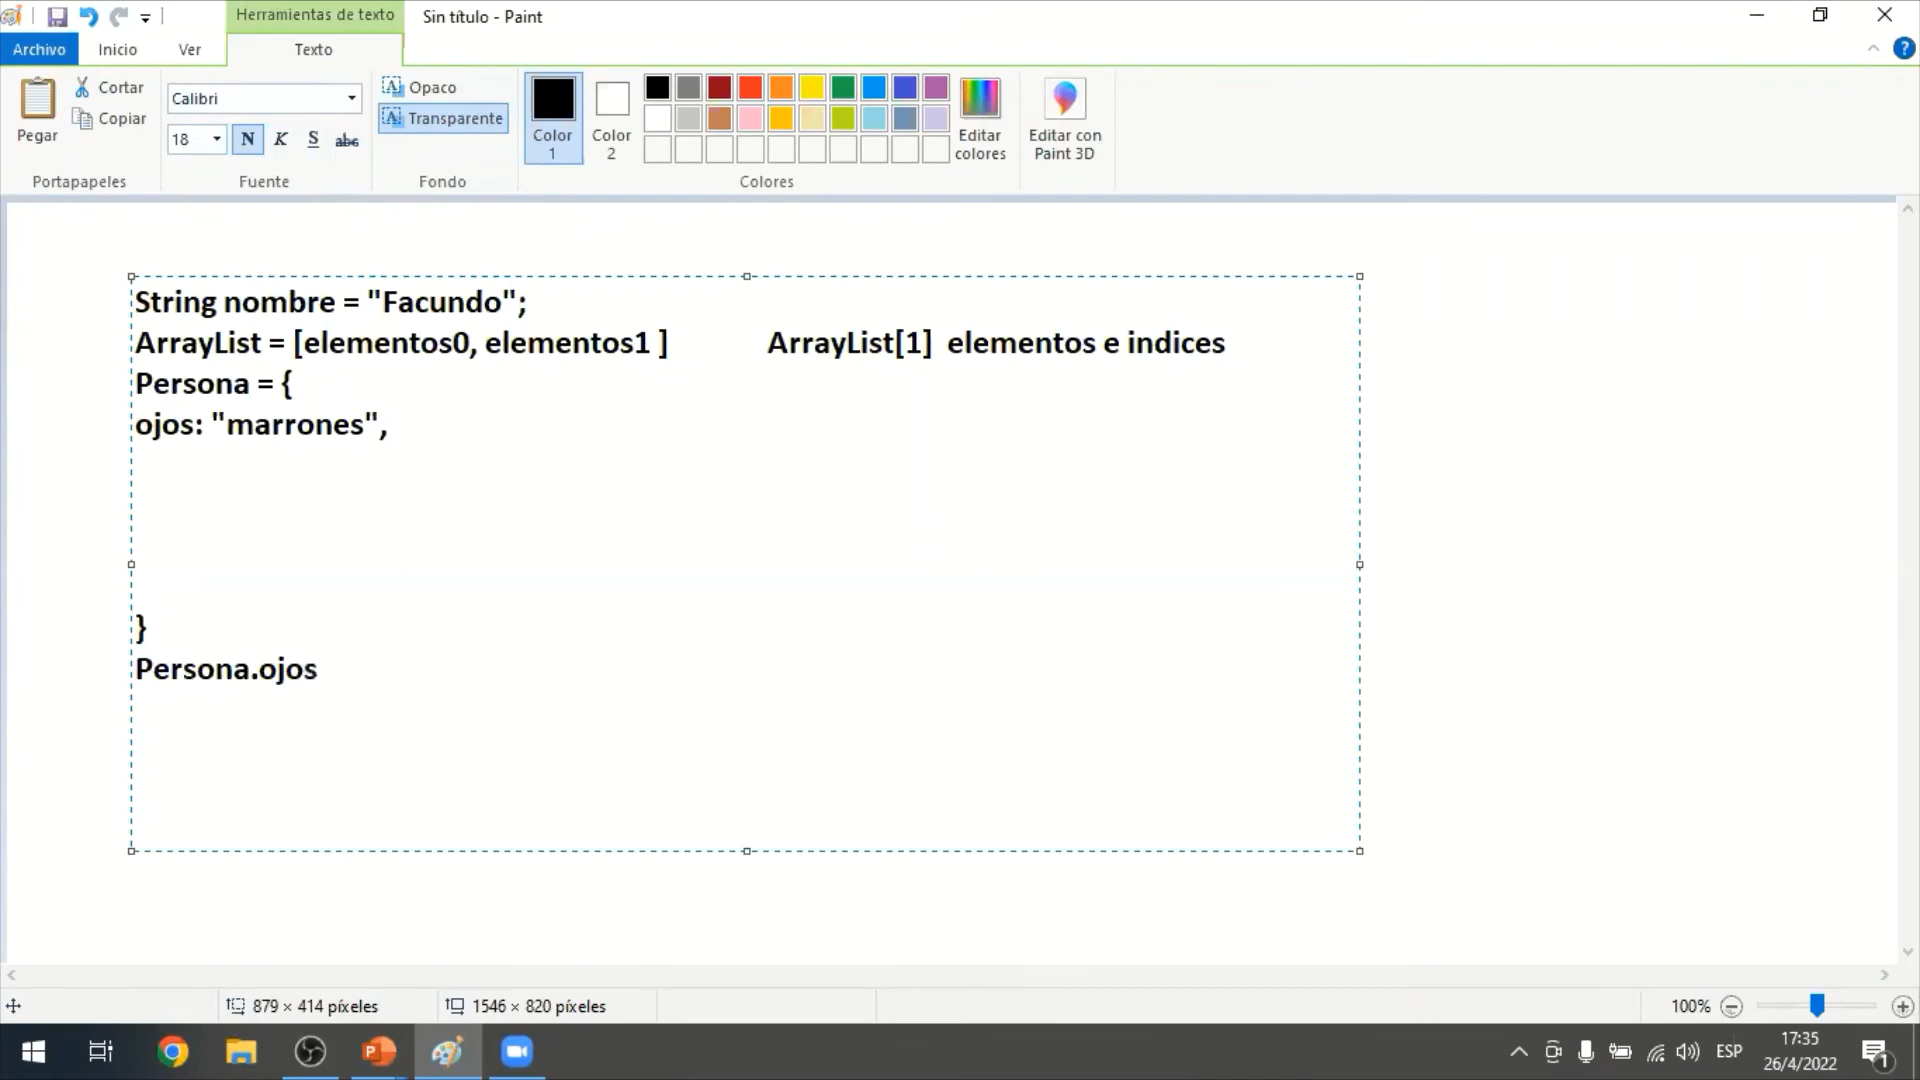 Herramientas de texto
Sin título - Paint
Archivo
Inicio
Ver
Texto
Pegar
Cortar
Copiar
Portapapeles
Calibri
18
N
K
S
abc
Fuente
Opaco
Transparente
Fondo
Color
1
Color
2
Colores
Editar
colores
Editar con
Paint 3D
String nombre = "Facundo";
ArrayList = [elementos0, elementos1 ] ArrayList[1] elementos e indices
Persona = {
ojos: "marrones",
}
Persona.ojos
879 × 414 píxeles
1546 × 820 píxeles
100%
ESP
17:35
26/4/2022
1